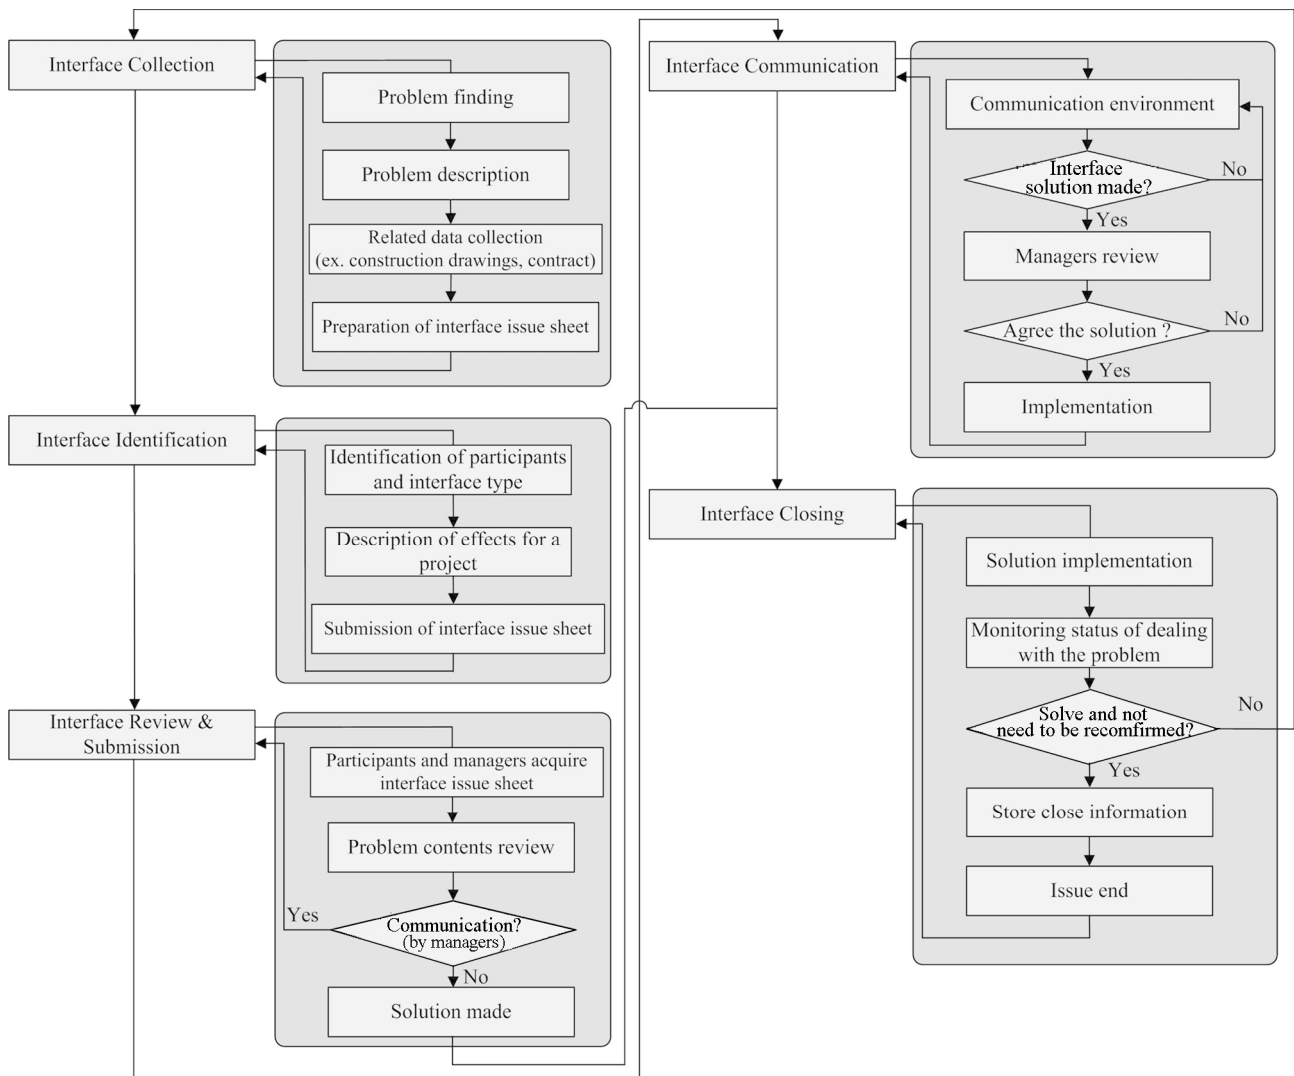 Interface Collection
Problem finding
Problem description
Related data collection
(ex. construction drawings, contract)
Preparation of interface issue sheet
Interface Identification
Identification of participants
and interface type
Description of effects for a
project
Submission of interface issue sheet
Interface Review &
Submission
Participants and managers acquire
interface issue sheet
Problem contents review
Yes
Communication?
(by managers)
No
Solution made
Interface Communication
Communication environment
Interface
solution made?
No
Yes
Managers review
Agree the solution ?
No
Yes
Implementation
Interface Closing
Solution implementation
Monitoring status of dealing
with the problem
Solve and not
need to be recomfirmed?
No
Yes
Store close information
Issue end